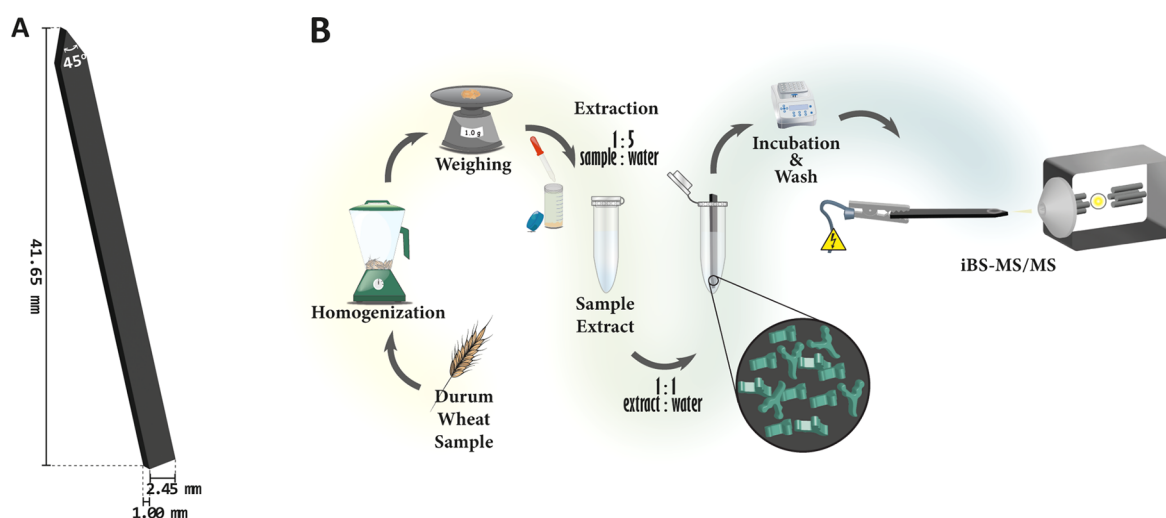 A
45°
41.65 mm
2.45 mm
1.00 mm
B
Durum
Wheat
Sample
Homogenization
1.0 g
Weighing
Extraction
1:5
sample : water
Sample
Extract
1:1
extract : water
Incubation
&
Wash
iBS-MS/MS